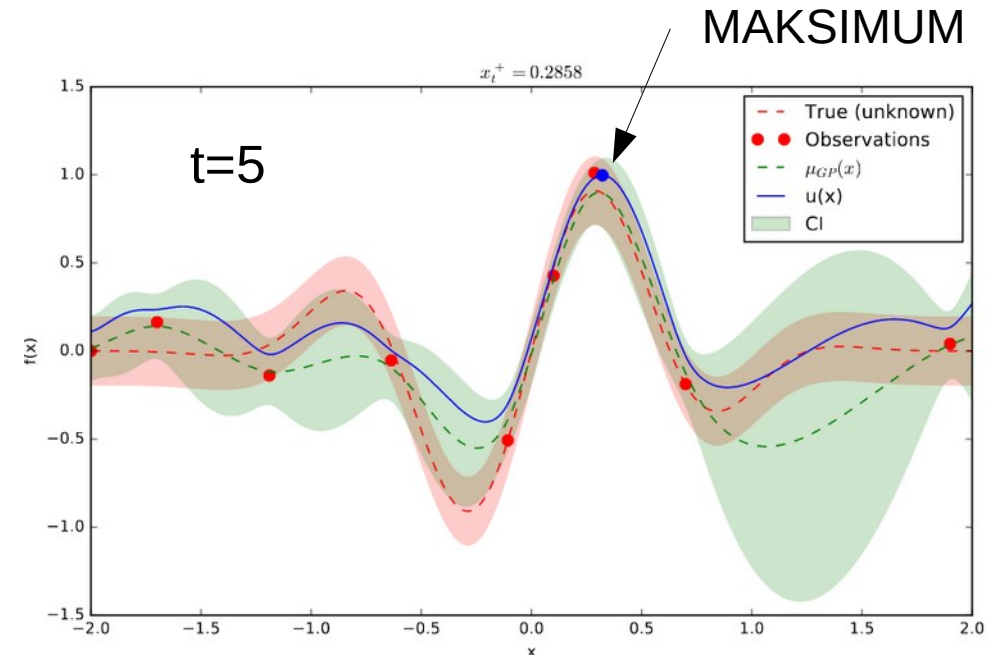 MAKSIMUM
x_t^+ = 0.2858
t=5
True (unknown)
Observations
μ_GP(x)
u(x)
CI
f(x)
1.5
1.0
0.5
0.0
−0.5
−1.0
−1.5
−2.0 −1.5 −1.0 −0.5 0.0 0.5 1.0 1.5 2.0
x